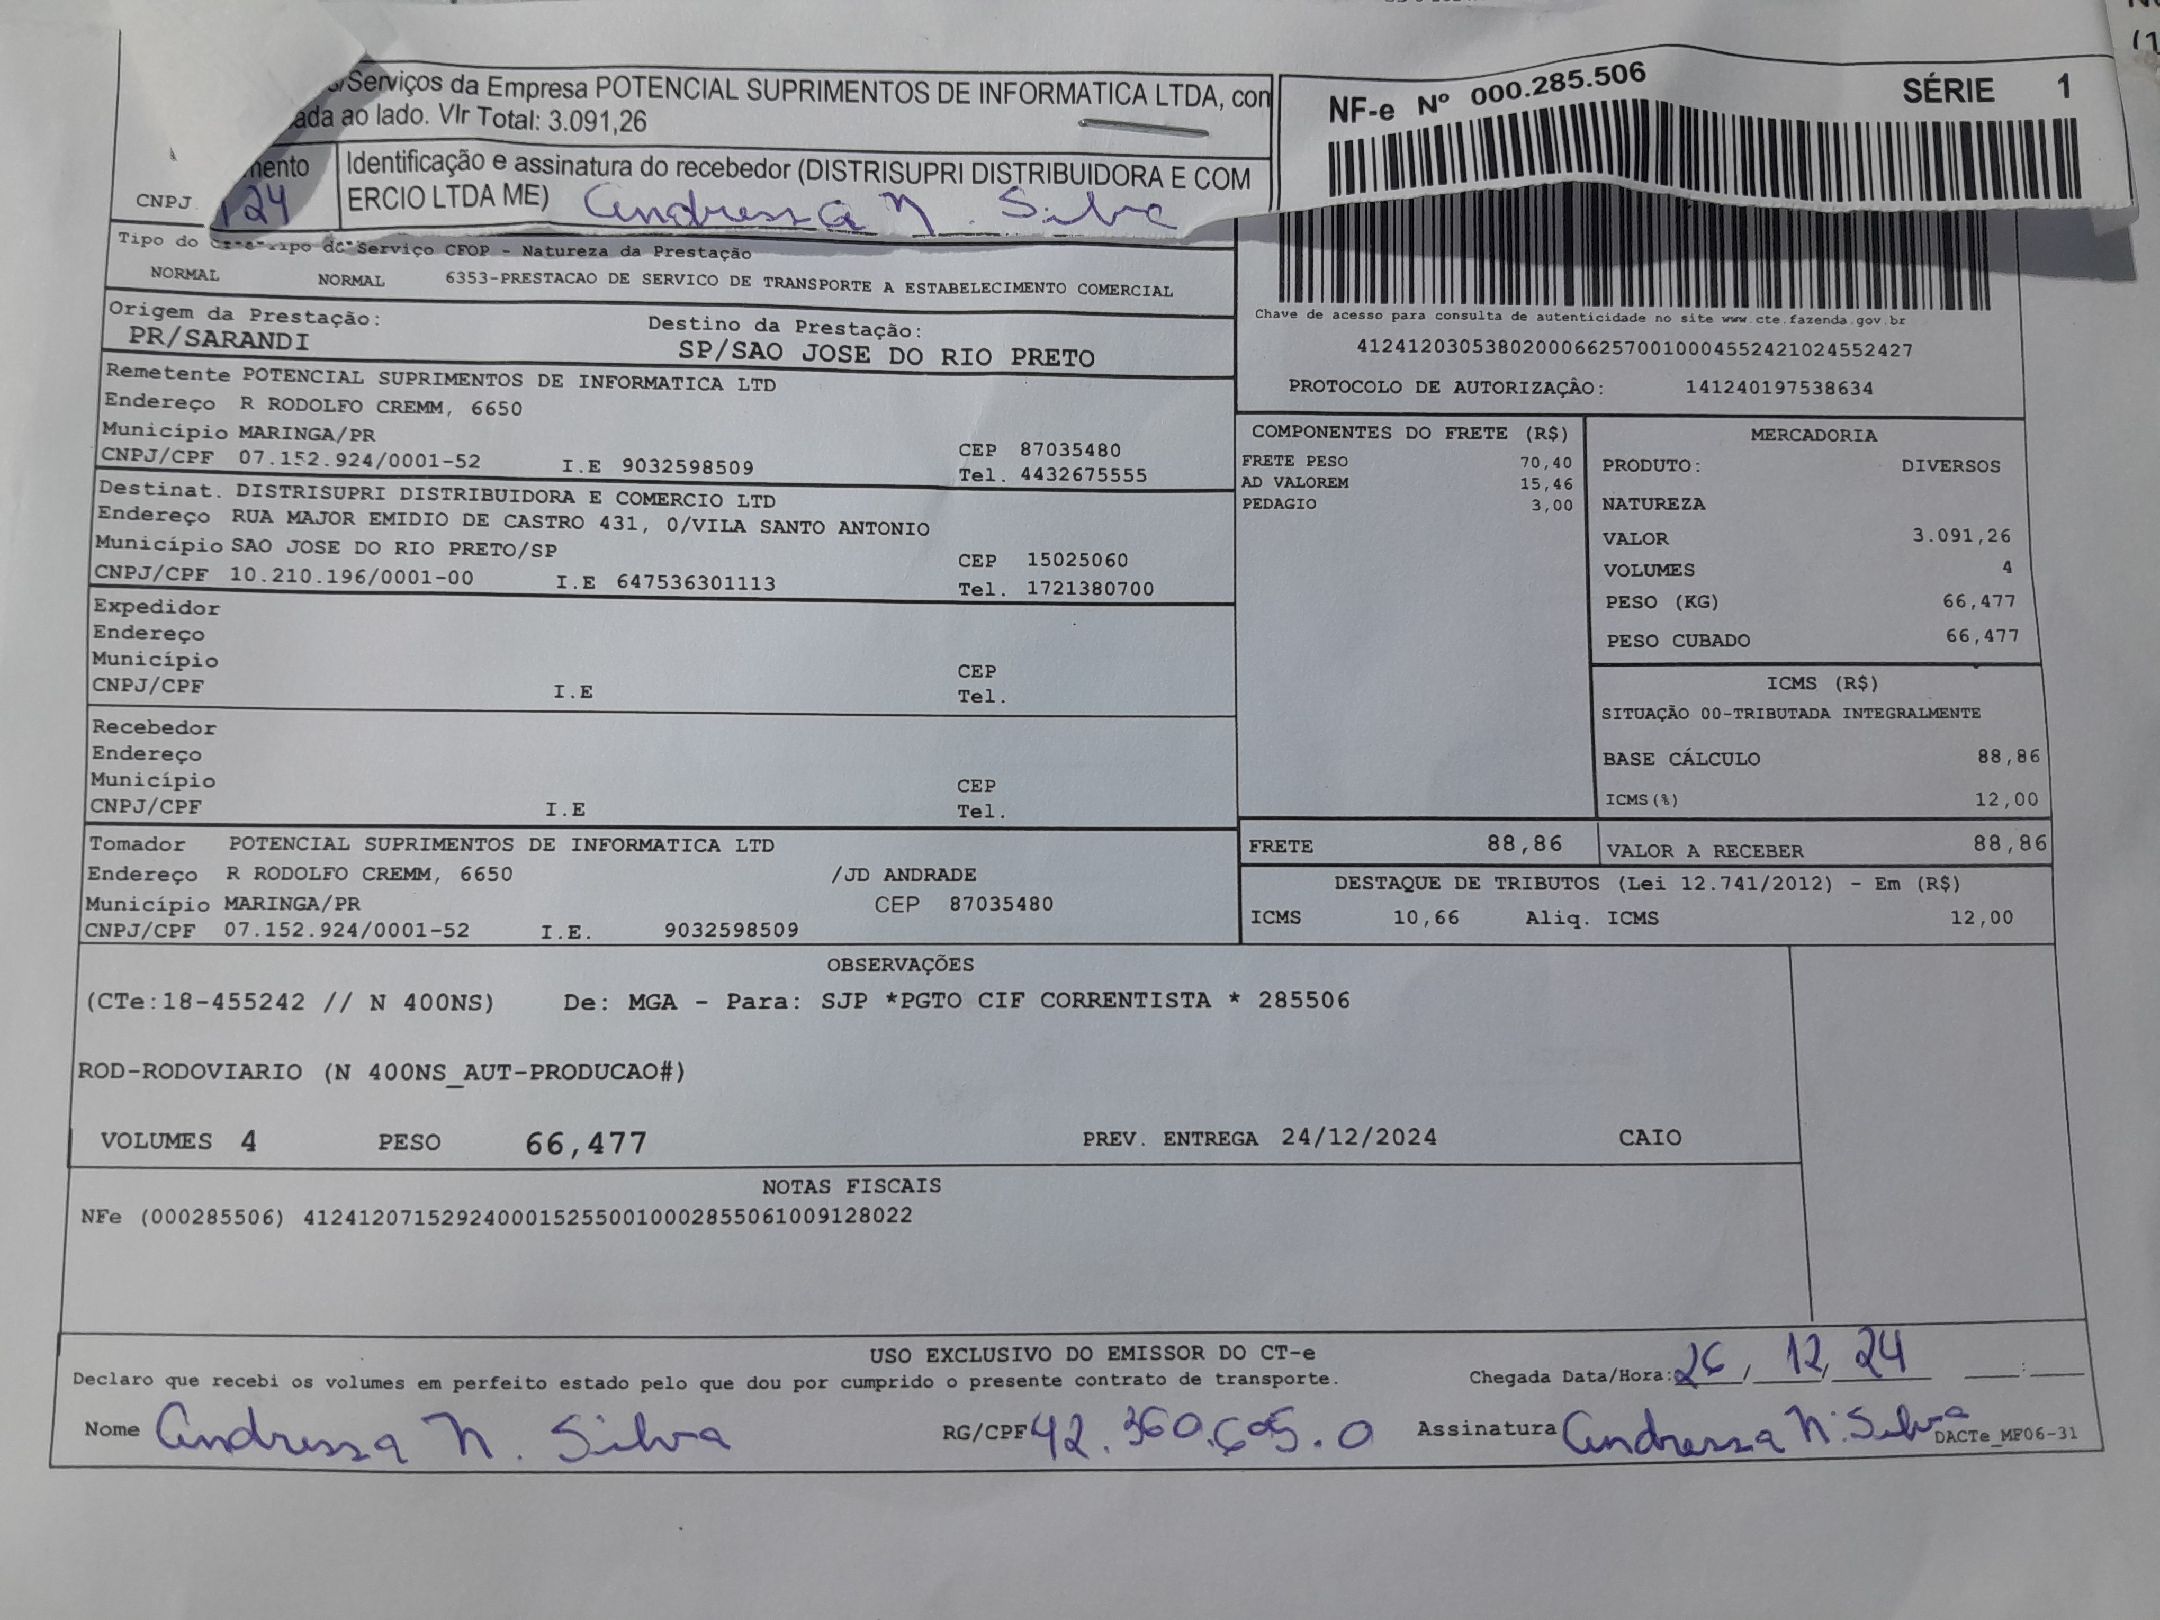 Serviços da Empresa POTENCIAL SUPRIMENTOS DE INFORMATICA LTDA, con
ada ao lado. Vlr Total: 3.091,26
mento
24
Identificação e assinatura do recebedor (DISTRISUPRI DISTRIBUIDORA E COM
ERCIO LTDA ME) Andressa N. Silva
NF-e Nº 000.285.506 SÉRIE 1
CNPJ
Tipo do Tipo do Serviço CFOP - Natureza da Prestação
NORMAL NORMAL 6353-PRESTACAO DE SERVICO DE TRANSPORTE A ESTABELECIMENTO COMERCIAL
Origem da Prestação: Destino da Prestação:
PR/SARANDI SP/SAO JOSE DO RIO PRETO
Chave de acesso para consulta de autenticidade no site www.cte.fazenda.gov.br
41241203053802000662570010004552421024552427
PROTOCOLO DE AUTORIZAÇÃO: 141240197538634
Remetente POTENCIAL SUPRIMENTOS DE INFORMATICA LTD
Endereço R RODOLFO CREMM, 6650
Município MARINGA/PR CEP 87035480
CNPJ/CPF 07.152.924/0001-52 I.E 9032598509 Tel. 4432675555
Destinat. DISTRISUPRI DISTRIBUIDORA E COMERCIO LTD
Endereço RUA MAJOR EMIDIO DE CASTRO 431, 0/VILA SANTO ANTONIO
Município SAO JOSE DO RIO PRETO/SP CEP 15025060
CNPJ/CPF 10.210.196/0001-00 I.E 647536301113 Tel. 1721380700
Expedidor
Endereço
Município CEP
CNPJ/CPF I.E Tel.
Recebedor
Endereço
Município CEP
CNPJ/CPF I.E Tel.
Tomador POTENCIAL SUPRIMENTOS DE INFORMATICA LTD
Endereço R RODOLFO CREMM, 6650 /JD ANDRADE
Município MARINGA/PR CEP 87035480
CNPJ/CPF 07.152.924/0001-52 I.E. 9032598509
COMPONENTES DO FRETE (R$)
FRETE PESO 70,40
AD VALOREM 15,46
PEDAGIO 3,00
MERCADORIA
PRODUTO: DIVERSOS
NATUREZA
VALOR 3.091,26
VOLUMES 4
PESO (KG) 66,477
PESO CUBADO 66,477
ICMS (R$)
SITUAÇÃO 00-TRIBUTADA INTEGRALMENTE
BASE CÁLCULO 88,86
ICMS(%) 12,00
FRETE 88,86 VALOR A RECEBER 88,86
DESTAQUE DE TRIBUTOS (Lei 12.741/2012) - Em (R$)
ICMS 10,66 Aliq. ICMS 12,00
OBSERVAÇÕES
(CTe:18-455242 // N 400NS) De: MGA - Para: SJP *PGTO CIF CORRENTISTA * 285506
ROD-RODOVIARIO (N 400NS_AUT-PRODUCAO#)
VOLUMES 4 PESO 66,477 PREV. ENTREGA 24/12/2024 CAIO
NOTAS FISCAIS
NFe (000285506) 41241207152924000152550010002855061009128022
USO EXCLUSIVO DO EMISSOR DO CT-e
Declaro que recebi os volumes em perfeito estado pelo que dou por cumprido o presente contrato de transporte. Chegada Data/Hora: 26/12/24 :
Nome Andressa N. Silva RG/CPF 42.360.605.0 Assinatura Andressa N. Silva
DACTe_MF06-31